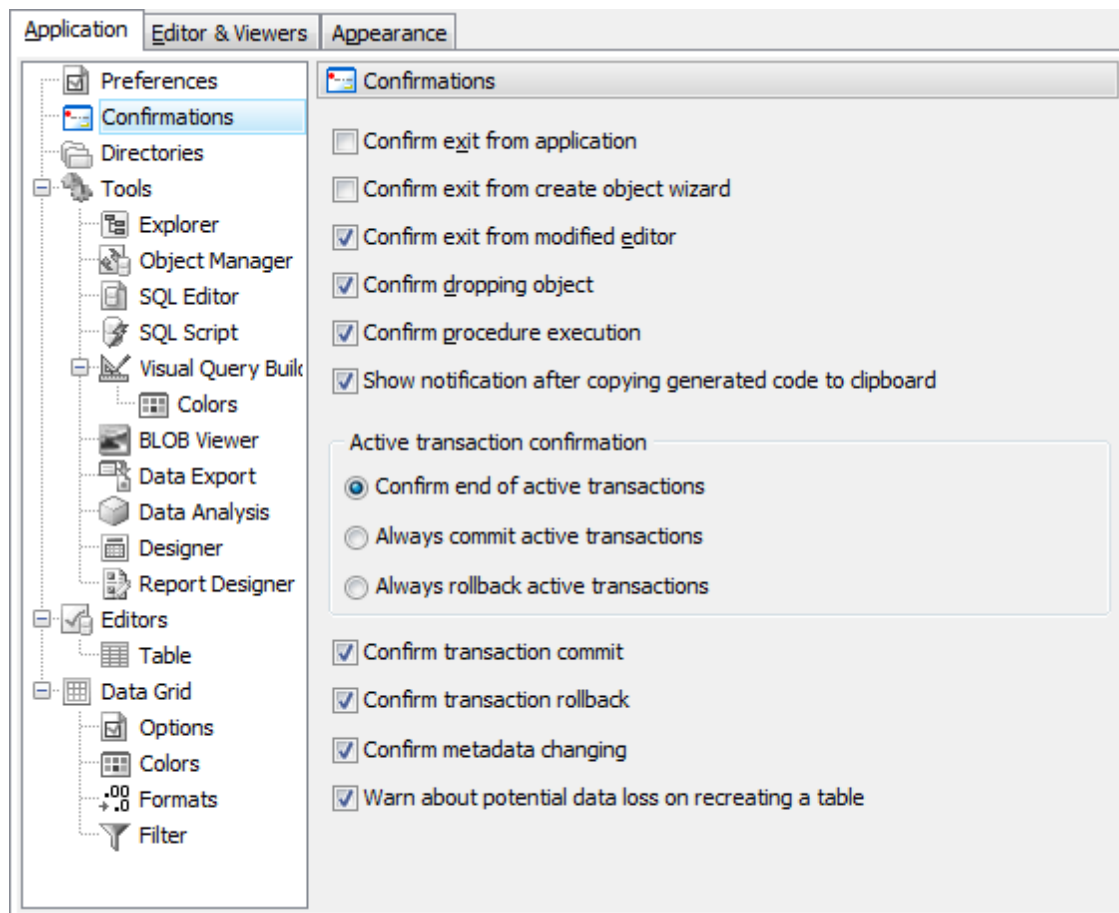 Application
Editor & Viewers
Appearance
Preferences
Confirmations
Directories
Tools
Explorer
Object Manager
SQL Editor
SQL Script
Visual Query Build
Colors
BLOB Viewer
Data Export
Data Analysis
Designer
Report Designer
Editors
Table
Data Grid
Options
Colors
Formats
Filter
Confirmations
Confirm exit from application
Confirm exit from create object wizard
Confirm exit from modified editor
Confirm dropping object
Confirm procedure execution
Show notification after copying generated code to clipboard
Active transaction confirmation
Confirm end of active transactions
Always commit active transactions
Always rollback active transactions
Confirm transaction commit
Confirm transaction rollback
Confirm metadata changing
Warn about potential data loss on recreating a table